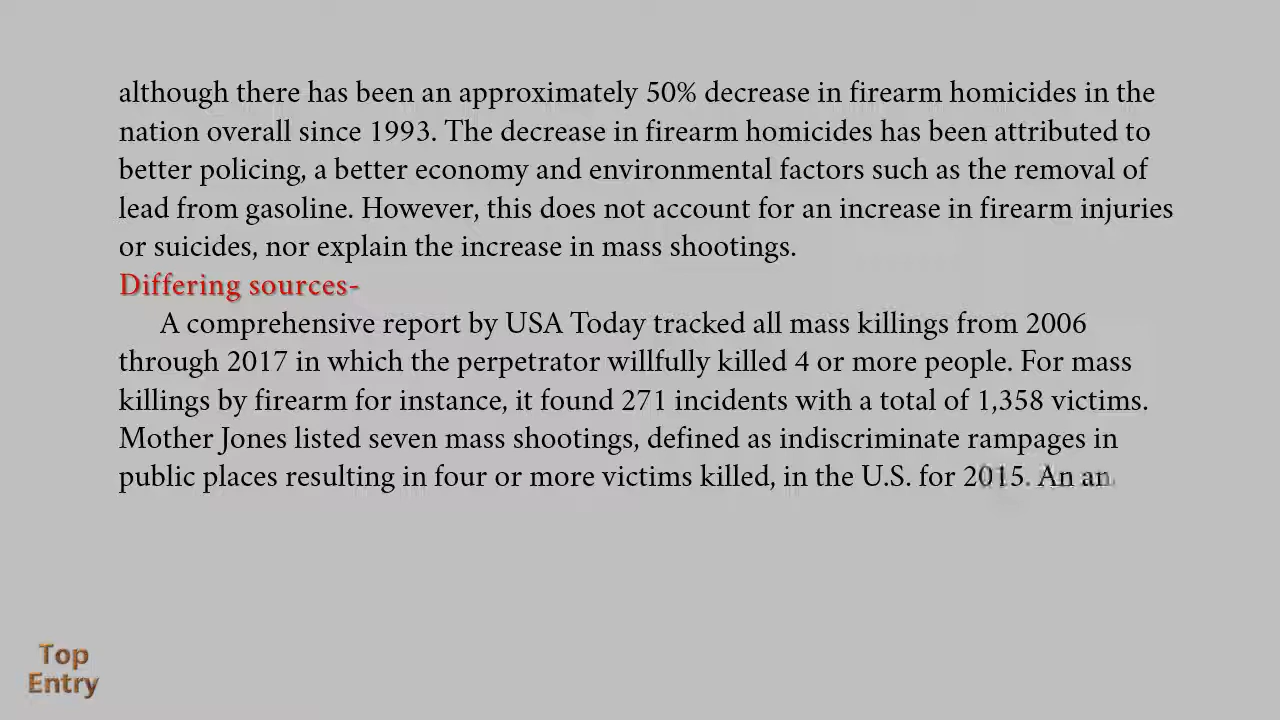 although there has been an approximately 50% decrease in firearm homicides in the
nation overall since 1993. The decrease in firearm homicides has been attributed to
better policing, a better economy and environmental factors such as the removal of
lead from gasoline. However, this does not account for an increase in firearm injuries
or suicides, nor explain the increase in mass shootings.
Differing sources-
A comprehensive report by USA Today tracked all mass killings from 2006
through 2017 in which the perpetrator willfully killed 4 or more people. For mass
killings by firearm for instance, it found 271 incidents with a total of 1,358 victims.
Mother Jones listed seven mass shootings, defined as indiscriminate rampages in
public places resulting in four or more victims killed, in the U.S. for 2015. An an
Top
Entry